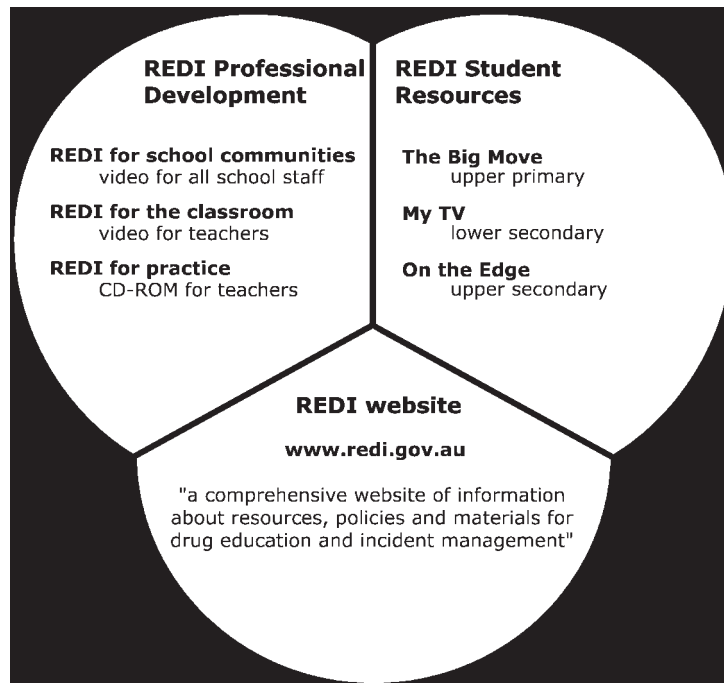 REDI Professional
Development
REDI for school communities
video for all school staff
REDI for the classroom
video for teachers
REDI for practice
CD-ROM for teachers
REDI Student
Resources
The Big Move
upper primary
My TV
lower secondary
On the Edge
upper secondary
REDI website
www.redi.gov.au
"a comprehensive website of information
about resources, policies and materials for
drug education and incident management"